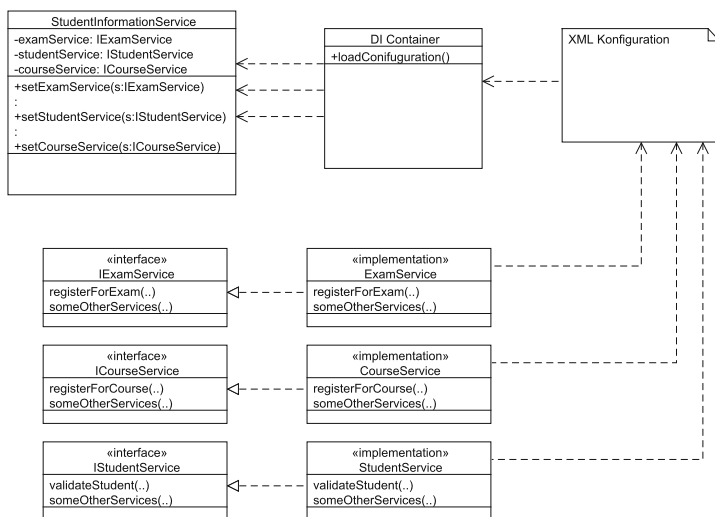 StudentInformationService
-examService: IExamService
-studentService: IStudentService
-courseService: ICourseService
+setExamService(s:IExamService)
:
+setStudentService(s:IStudentService)
:
+setCourseService(s:ICourseService)
DI Container
+loadConifuguration()
XML Konfiguration
«interface»
IExamService
registerForExam(..)
someOtherServices(..)
«implementation»
ExamService
registerForExam(..)
someOtherServices(..)
«interface»
ICourseService
registerForCourse(..)
someOtherServices(..)
«implementation»
CourseService
registerForCourse(..)
someOtherServices(..)
«interface»
IStudentService
validateStudent(..)
someOtherServices(..)
«implementation»
StudentService
validateStudent(..)
someOtherServices(..)